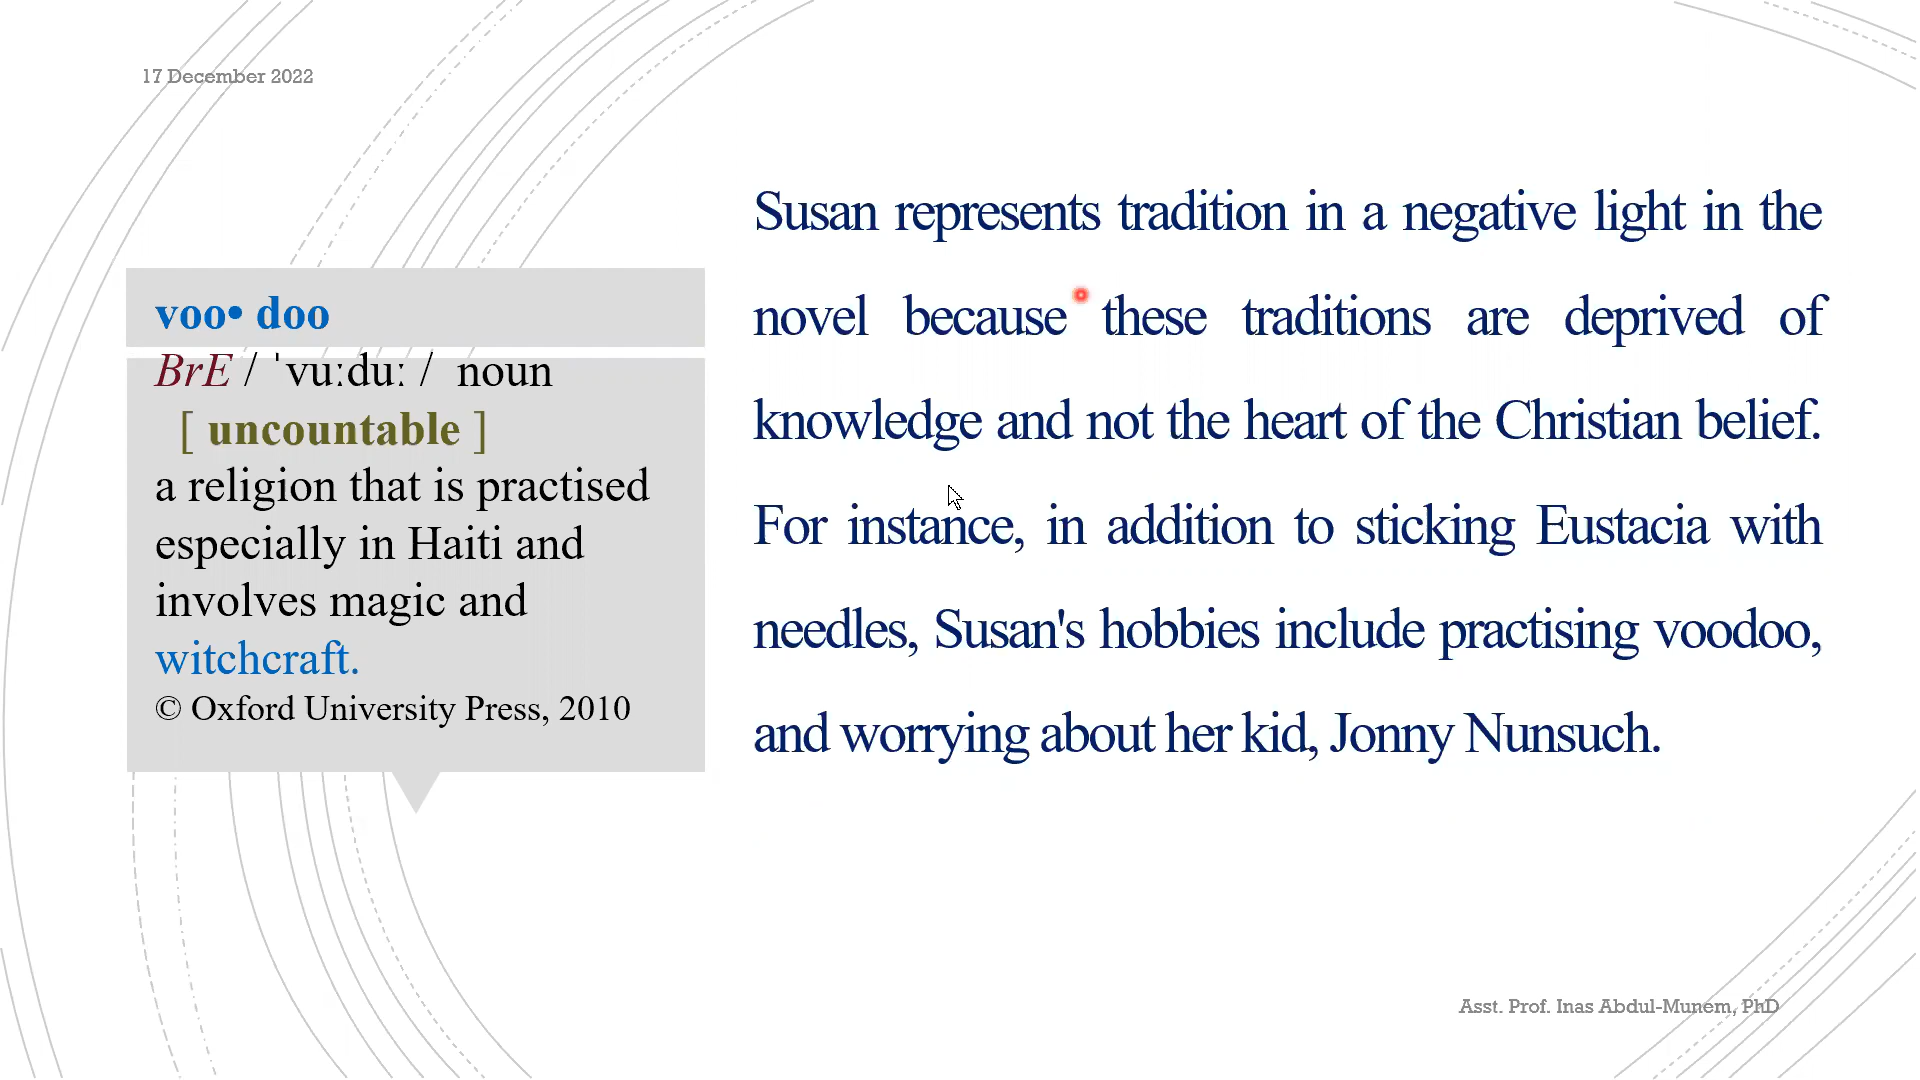 17 December 2022
voo• doo
BrE / ˈvuːduː / noun
[ uncountable ]
a religion that is practised
especially in Haiti and
involves magic and
witchcraft.
© Oxford University Press, 2010
Susan represents tradition in a negative light in the
novel because these traditions are deprived of
knowledge and not the heart of the Christian belief.
For instance, in addition to sticking Eustacia with
needles, Susan's hobbies include practising voodoo,
and worrying about her kid, Jonny Nunsuch.
Asst. Prof. Inas Abdul-Munem, PhD